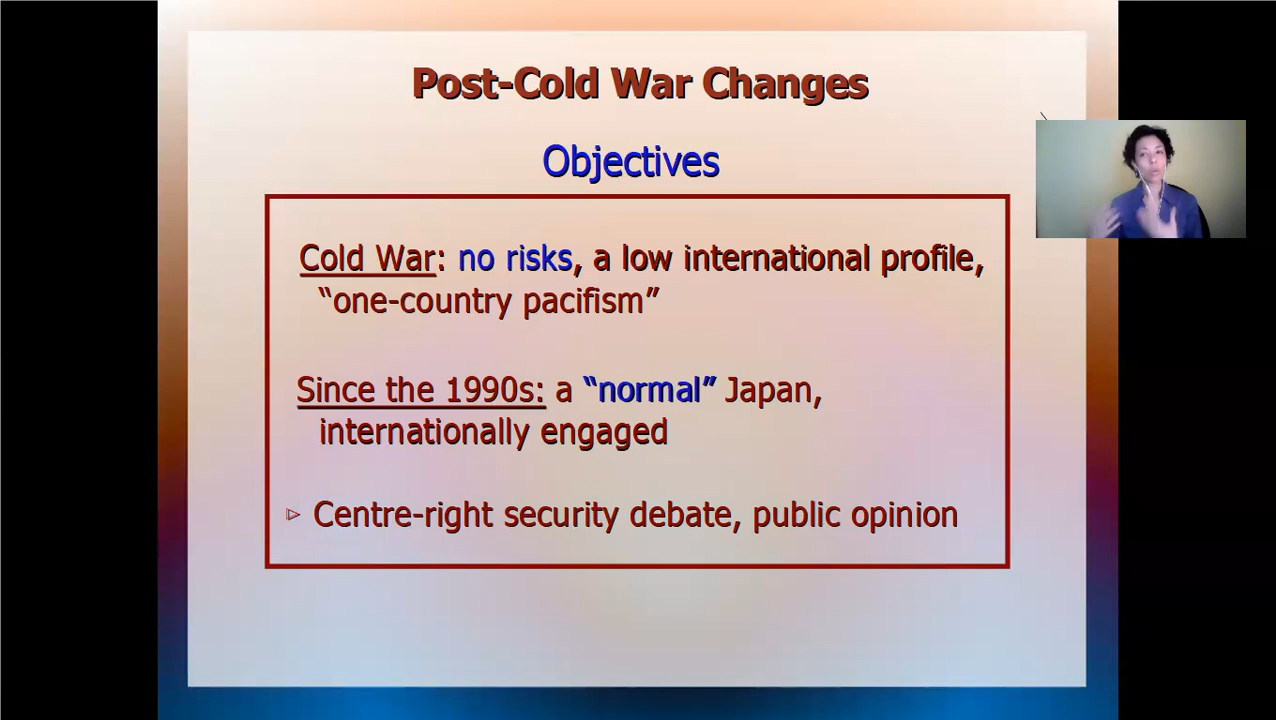 Post-Cold War Changes
Objectives
Cold War: no risks, a low international profile,
“one-country pacifism”
Since the 1990s: a “normal” Japan,
internationally engaged
Centre-right security debate, public opinion